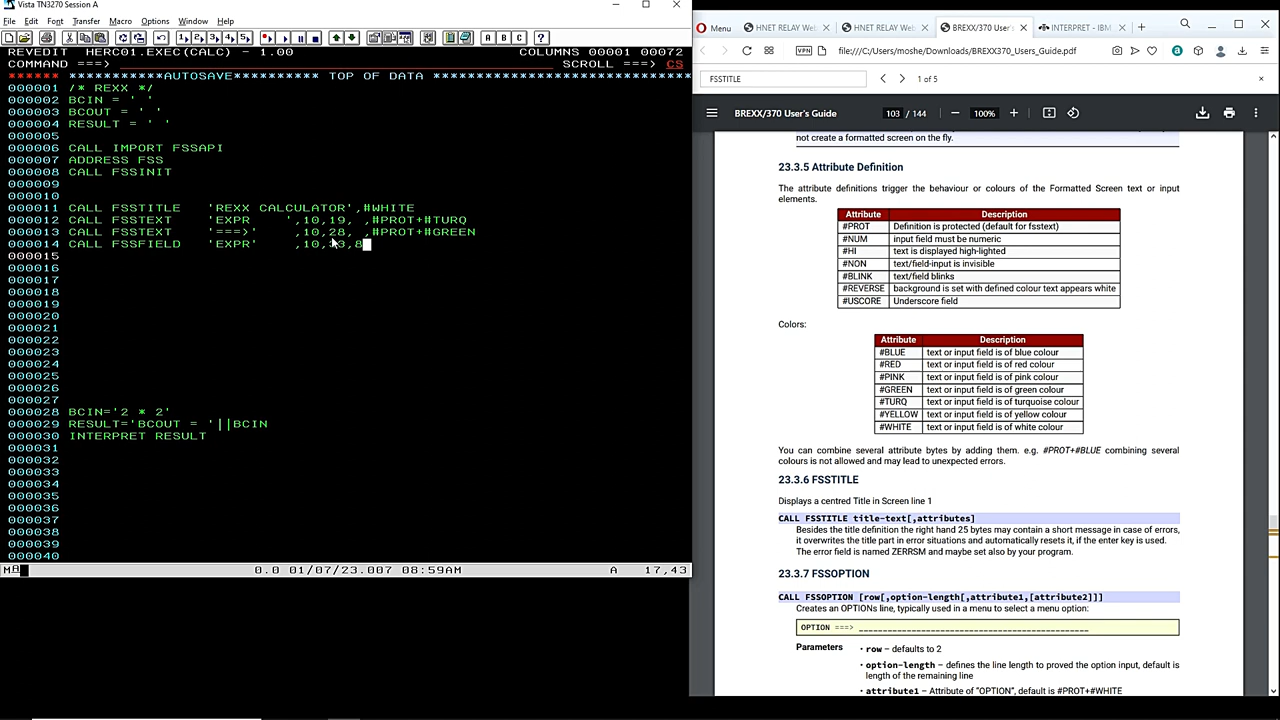 Vista TN3270 Session A
File Edit Font Transfer Macro Options Window Help
REVEDIT HERC01.EXEC(CALC) - 1.00 COLUMNS 00001 00072
COMMAND ===> SCROLL ===> CS
****** ***************AUTOSAVE*********** TOP OF DATA ***********************************
000001 /* REXX */
000002 BCIN = ' '
000003 BCOUT = ' '
000004 RESULT = ' '
000005
000006 CALL IMPORT FSSAPI
000007 ADDRESS FSS
000008 CALL FSSINIT
000009
000010
000011 CALL FSSTITLE 'REXX CALCULATOR',#WHITE
000012 CALL FSSTEXT 'EXPR ',10,19, ,#PROT+#TURQ
000013 CALL FSSTEXT '===>' ,10,28, ,#PROT+#GREEN
000014 CALL FSSFIELD 'EXPR' ,10,33,8
000015
000016
000017
000018
000019
000020
000021
000022
000023
000024
000025
000026
000027
000028 BCIN='2 * 2'
000029 RESULT='BCOUT = '||BCIN
000030 INTERPRET RESULT
000031
000032
000033
000034
000035
000036
000037
000038
000039
000040
MA 0.0 01/07/23.007 08:59AM A 17,43
Menu HNET RELAY We HNET RELAY We BREXX/370 User's INTERPRET - IBM
VPN file:///C:/Users/moshe/Downloads/BREXX370_Users_Guide.pdf
FSSTITLE 1 of 5
BREXX/370 User's Guide 103 / 144 100%
not create a formatted screen on the fly.
23.3.5 Attribute Definition
The attribute definitions trigger the behaviour or colours of the Formatted Screen text or input
elements.
Attribute Description
#PROT Definition is protected (default for fsstext)
#NUM input field must be numeric
#HI text is displayed high-lighted
#NON text/field-input is invisible
#BLINK text/field blinks
#REVERSE background is set with defined colour text appears white
#USCORE Underscore field
Colors:
Attribute Description
#BLUE text or input field is of blue colour
#RED text or input field is of red colour
#PINK text or input field is of pink colour
#GREEN text or input field is of green colour
#TURQ text or input field is of turquoise colour
#YELLOW text or input field is of yellow colour
#WHITE text or input field is of white colour
You can combine several attribute bytes by adding them. e.g. #PROT+#BLUE combining several
colours is not allowed and may lead to unexpected errors.
23.3.6 FSSTITLE
Displays a centred Title in Screen line 1
CALL FSSTITLE title-text[,attributes]
Besides the title definition the right hand 25 bytes may contain a short message in case of errors,
it overwrites the title part in error situations and automatically resets it, if the enter key is used.
The error field is named ZERRSM and maybe set also by your program.
23.3.7 FSSOPTION
CALL FSSOPTION [row[,option-length[,attribute1,[attribute2]]]
Creates an OPTIONs line, typically used in a menu to select a menu option:
OPTION ===> ______________________________________________
Parameters • row – defaults to 2
• option-length – defines the line length to proved the option input, default is
length of the remaining line
• attribute1 – Attribute of "OPTION", default is #PROT+#WHITE